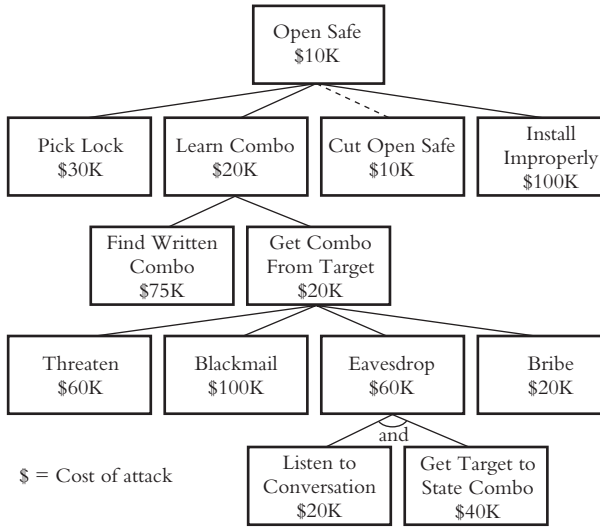 Open Safe
$10K
Pick Lock
$30K
Learn Combo
$20K
Cut Open Safe
$10K
Install
Improperly
$100K
Find Written
Combo
$75K
Get Combo
From Target
$20K
Threaten
$60K
Blackmail
$100K
Eavesdrop
$60K
Bribe
$20K
and
$ = Cost of attack
Listen to
Conversation
$20K
Get Target to
State Combo
$40K